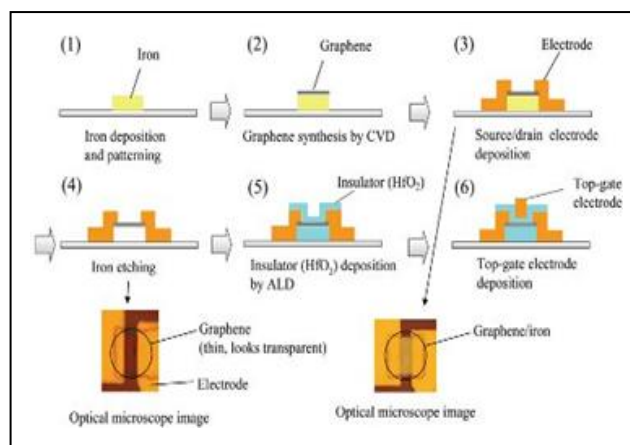 (1)
Iron
Iron deposition
and patterning
(2)
Graphene
Graphene synthesis by CVD
(3)
Electrode
Source/drain electrode
deposition
(4)
Iron etching
(5)
Insulator (HfO₂)
Insulator (HfO₂) deposition
by ALD
(6)
Top-gate
electrode
Top-gate electrode
deposition
Graphene
(thin, looks transparent)
Electrode
Optical microscope image
Graphene/iron
Optical microscope image